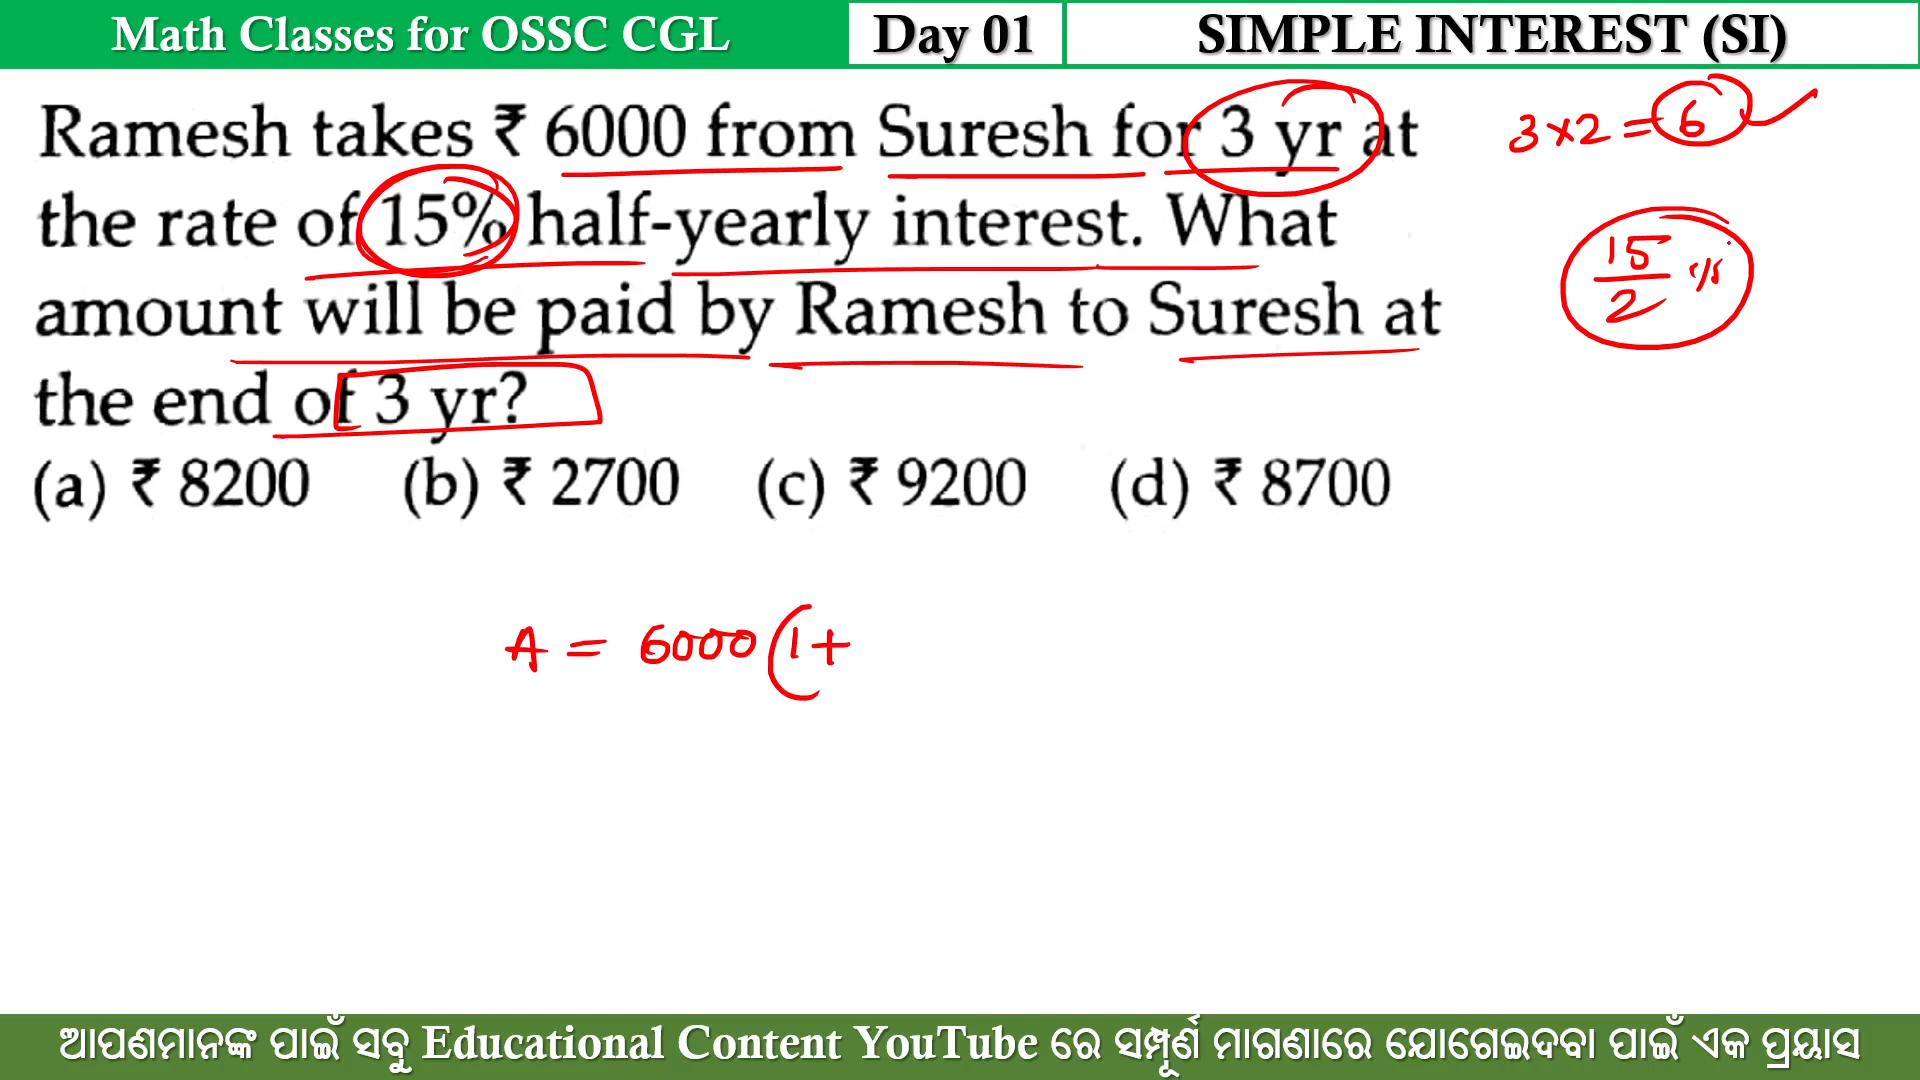 Math Classes for OSSC CGL Day 01 SIMPLE INTEREST (SI)
Ramesh takes ₹ 6000 from Suresh for 3 yr at
the rate of 15% half-yearly interest. What
amount will be paid by Ramesh to Suresh at
the end of 3 yr?
(a) ₹ 8200 (b) ₹ 2700 (c) ₹ 9200 (d) ₹ 8700
3×2 = 6
15/2 %
A = 6000 (1+
ଆପଣମାନଙ୍କ ପାଇଁ ସବୁ Educational Content YouTube ରେ ସମ୍ପୂର୍ଣ ମାଗଣାରେ ଯୋଗେଇଦବା ପାଇଁ ଏକ ପ୍ରୟାସ